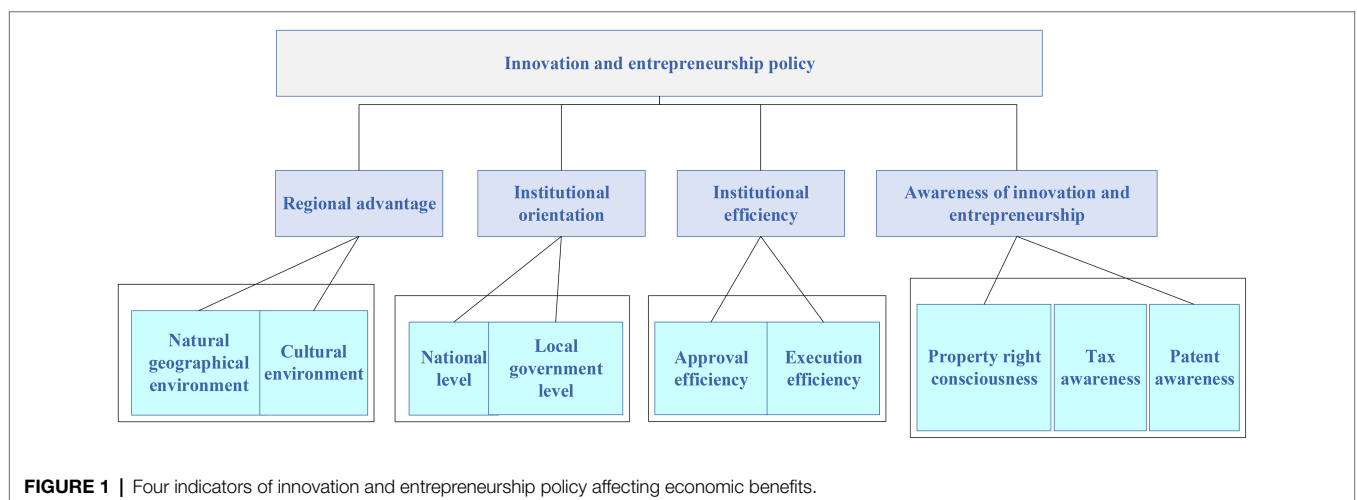 Innovation and entrepreneurship policy
Regional advantage
Institutional
orientation
Institutional
efficiency
Awareness of innovation and
entrepreneurship
Natural
geographical
environment
Cultural
environment
National
level
Local
government
level
Approval
efficiency
Execution
efficiency
Property right
consciousness
Tax
awareness
Patent
awareness
FIGURE 1 | Four indicators of innovation and entrepreneurship policy affecting economic benefits.